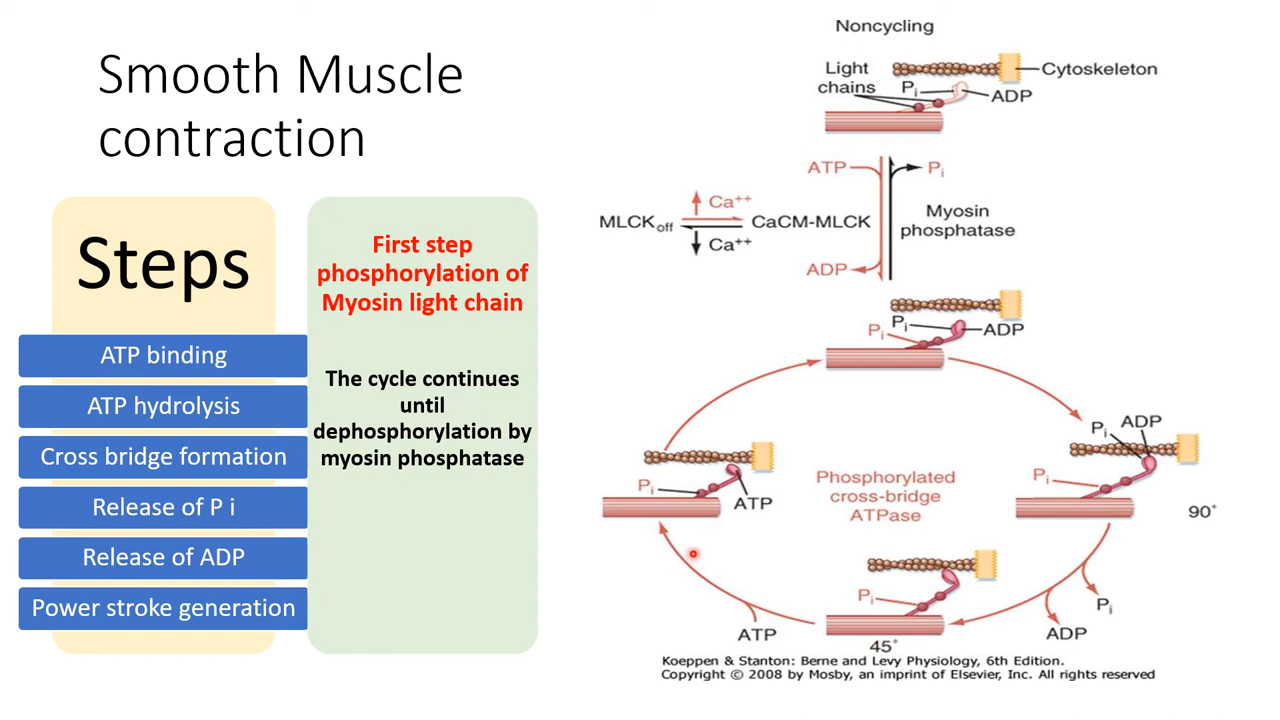 Smooth Muscle
contraction
Steps
ATP binding
ATP hydrolysis
Cross bridge formation
Release of P i
Release of ADP
Power stroke generation
First step
phosphorylation of
Myosin light chain
The cycle continues
until
dephosphorylation by
myosin phosphatase
Noncycling
Light
chains
Pi
ADP
Cytoskeleton
ATP
Pi
MLCKoff
Ca++
Ca++
CaCM-MLCK
Myosin
phosphatase
ADP
Pi
Pi
ADP
Pi
ADP
Pi
90°
Pi
ATP
Phosphorylated
cross-bridge
ATPase
Pi
45°
ATP
ADP
Pi
Koeppen & Stanton: Berne and Levy Physiology, 6th Edition.
Copyright © 2008 by Mosby, an imprint of Elsevier, Inc. All rights reserved